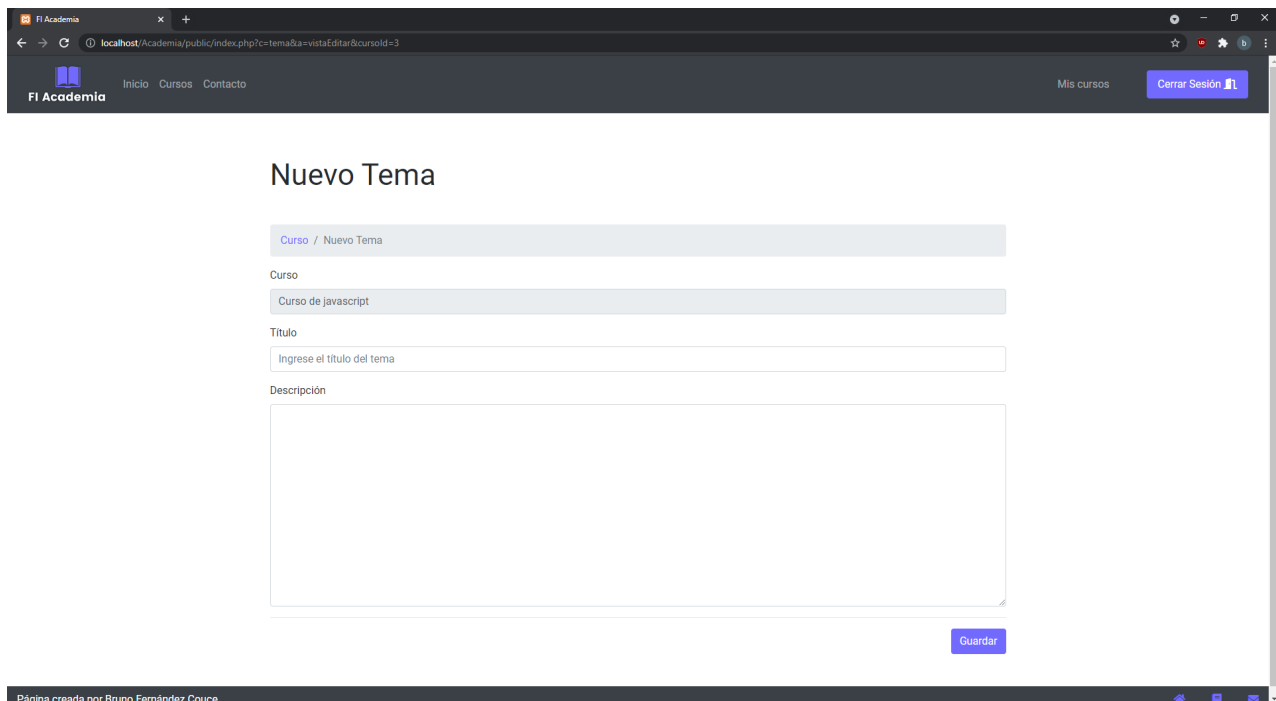 FI Academia
localhost/Academia/public/index.php?c=tema&a=vistaEditar&cursoId=3
b
FI Academia
Inicio Cursos Contacto
Mis cursos
Cerrar Sesión
Nuevo Tema
Curso / Nuevo Tema
Curso
Curso de javascript
Título
Ingrese el título del tema
Descripción
Guardar
Página creada por Bruno Fernández Couce